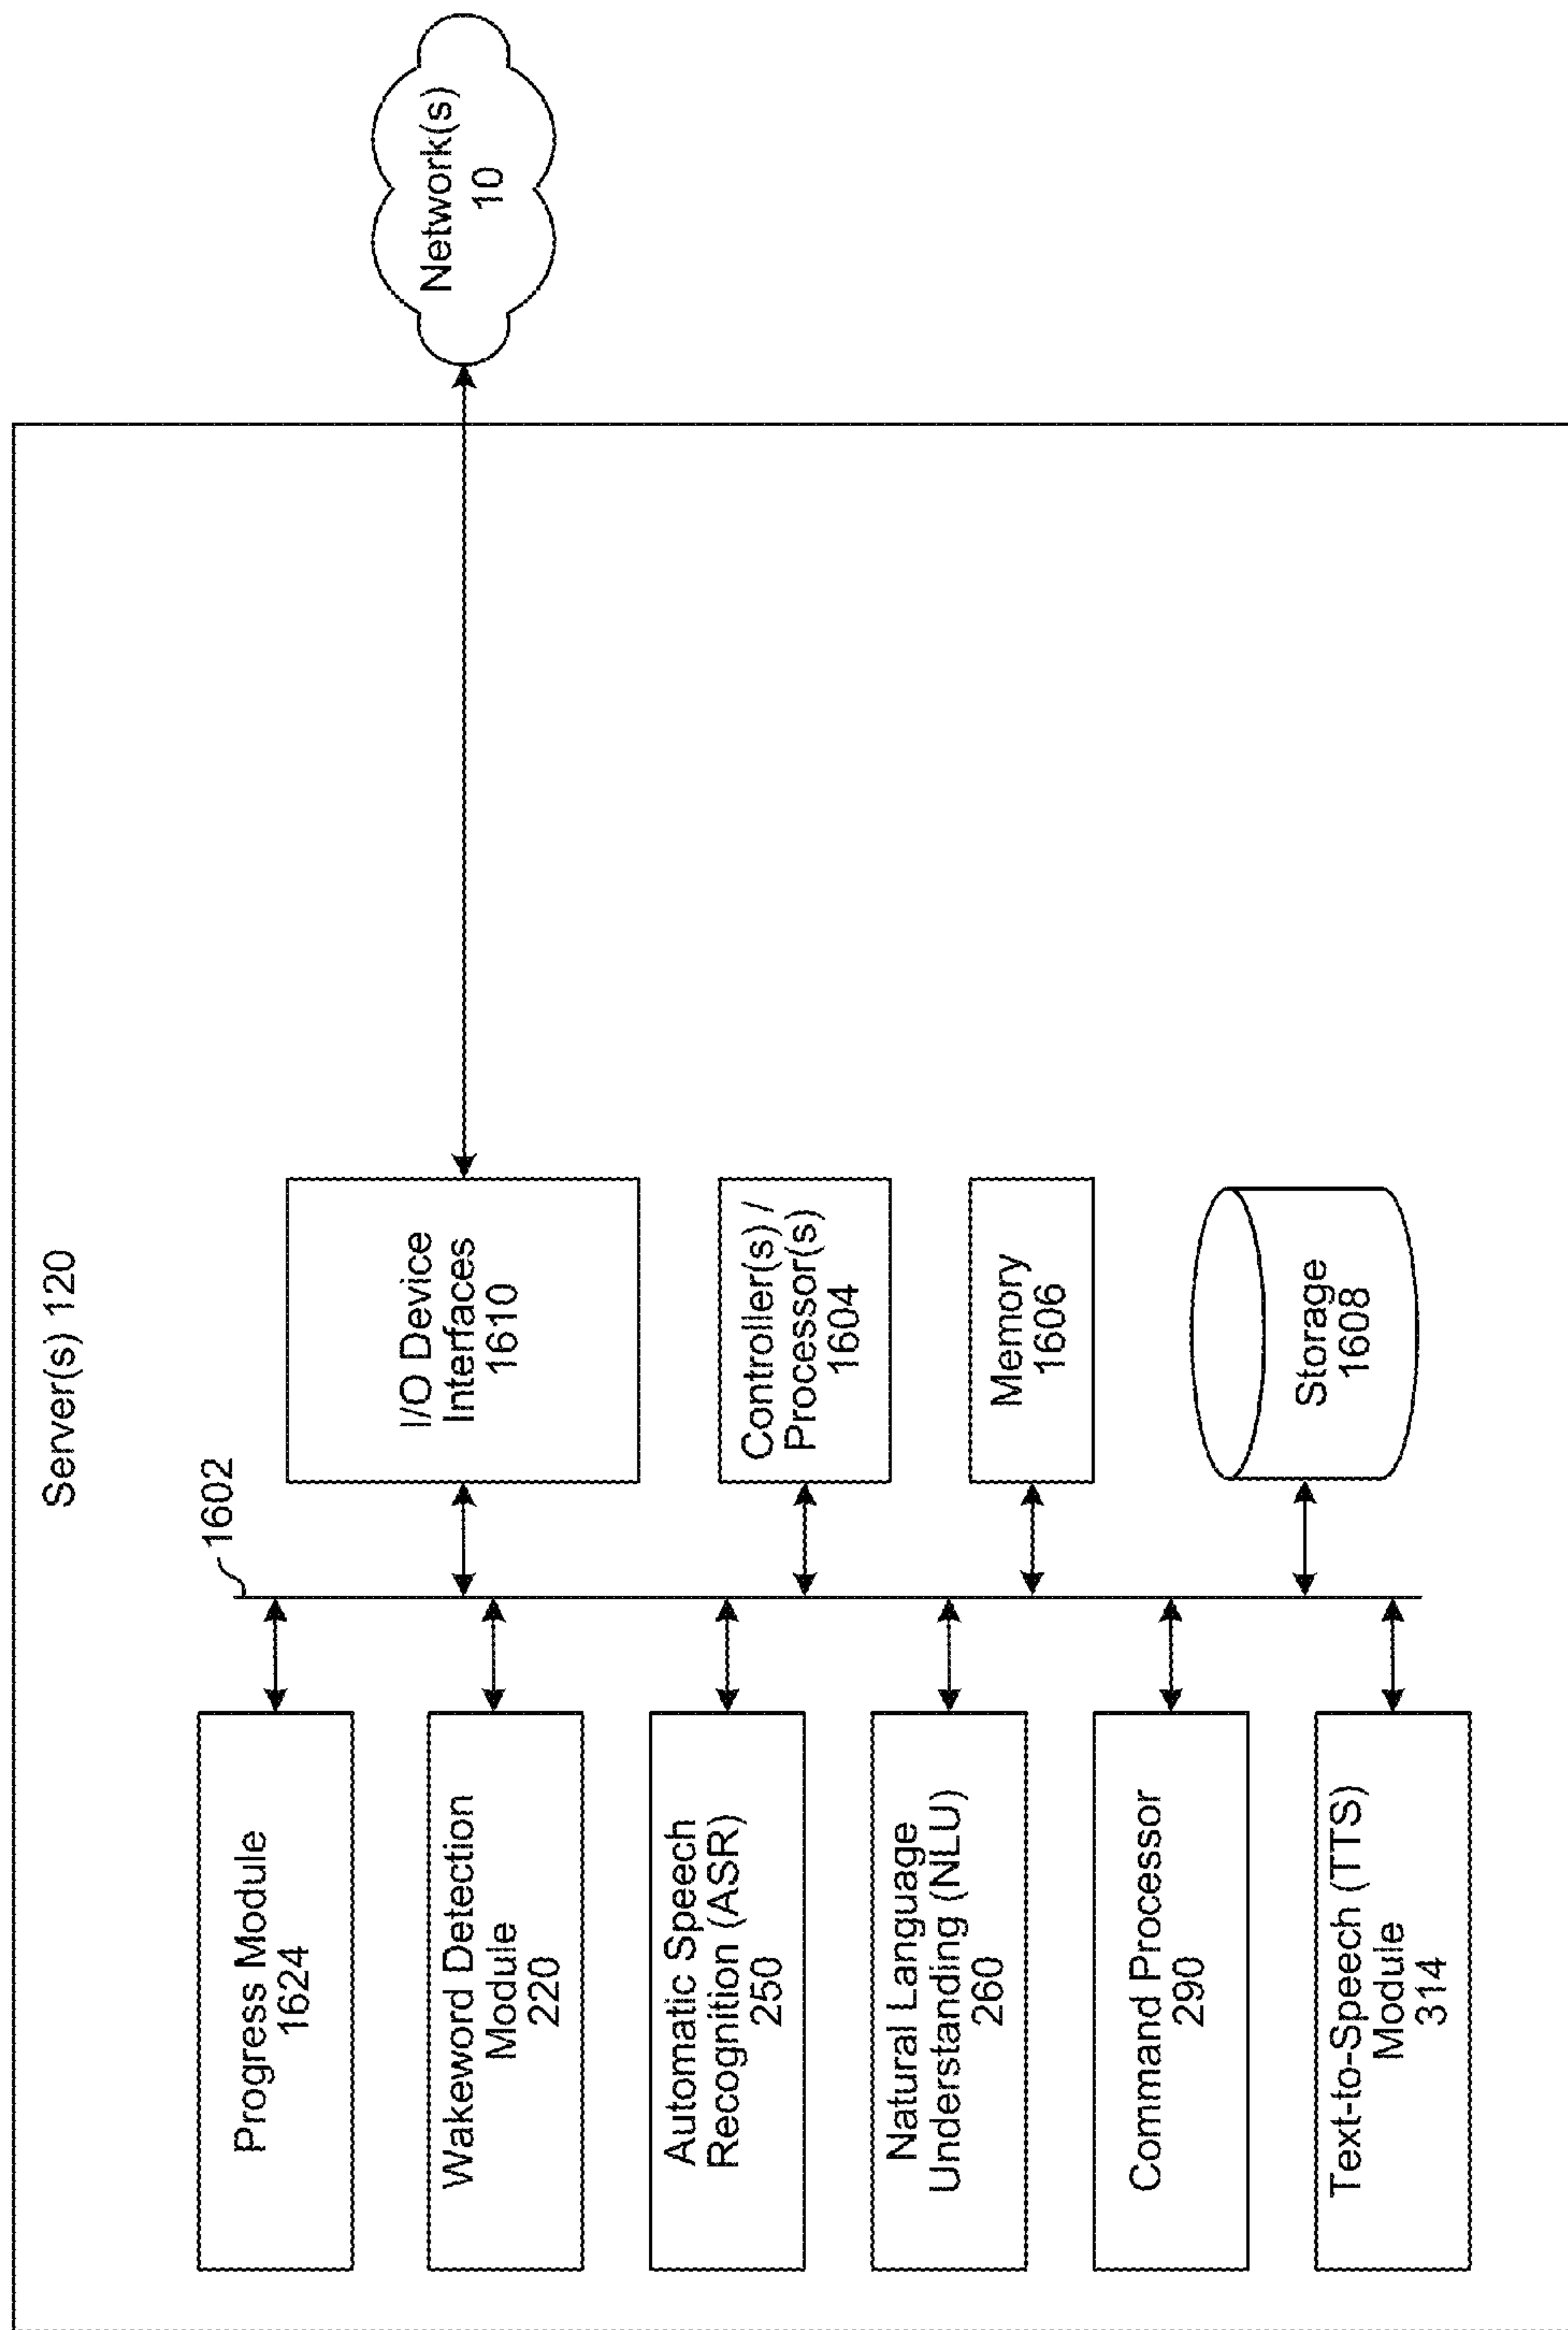 Server(s) 120
1602
Progress Module
1624
Wakeword Detection
Module
220
Automatic Speech
Recognition (ASR)
250
Natural Language
Understanding (NLU)
260
Command Processor
290
Text-to-Speech (TTS)
Module
314
I/O Device
Interfaces
1610
Controller(s) /
Processor(s)
1604
Memory
1606
Storage
1608
Network(s)
10